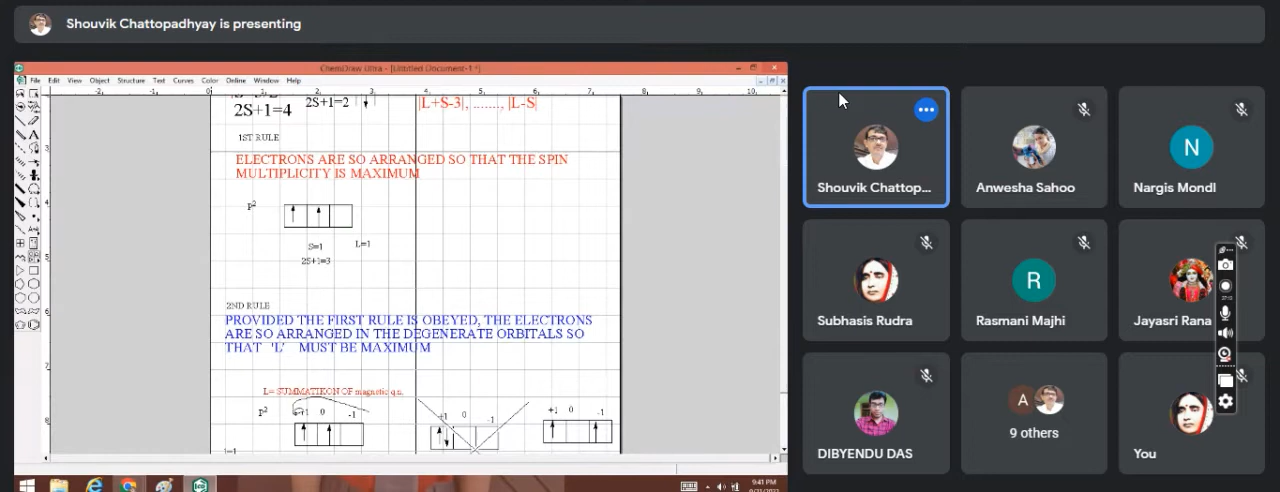 Shouvik Chattopadhyay is presenting
ChemDraw Ultra - [Untitled Document-1 *]
File Edit View Object Structure Text Curves Color Online Window Help
2S+1=4
2S+1=2
|L+S-3|, ......., |L-S|
1ST RULE
ELECTRONS ARE SO ARRANGED SO THAT THE SPIN
MULTIPLICITY IS MAXIMUM
P2
S=1
L=1
2S+1=3
2ND RULE
PROVIDED THE FIRST RULE IS OBEYED, THE ELECTRONS
ARE SO ARRANGED IN THE DEGENERATE ORBITALS SO
THAT 'L' MUST BE MAXIMUM
L= SUMMATIKON OF magnetic q.n.
P2
+1 0 -1
+1 0 -1
+1 0 -1
9:41 PM
Shouvik Chattop...
Anwesha Sahoo
N
Nargis Mondl
Subhasis Rudra
R
Rasmani Majhi
Jayasri Rana
DIBYENDU DAS
A
9 others
You